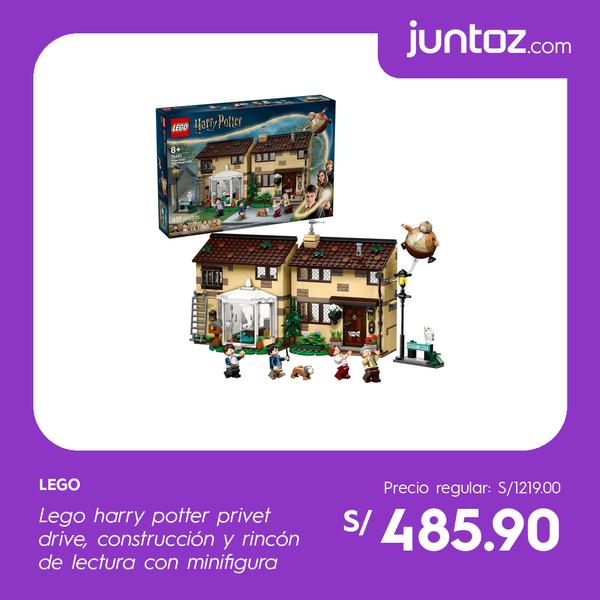 juntoz.com
LEGO
Harry Potter
8+
LEGO
Lego harry potter privet
drive, construcción y rincón
de lectura con minifigura
Precio regular: S/1219.00
S/ 485.90